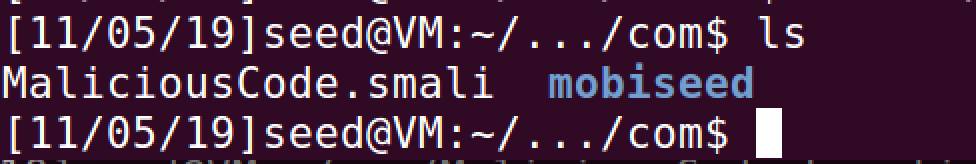 [11/05/19]seed@VM:~/.../com$ ls
MaliciousCode.smali  mobiseed
[11/05/19]seed@VM:~/.../com$